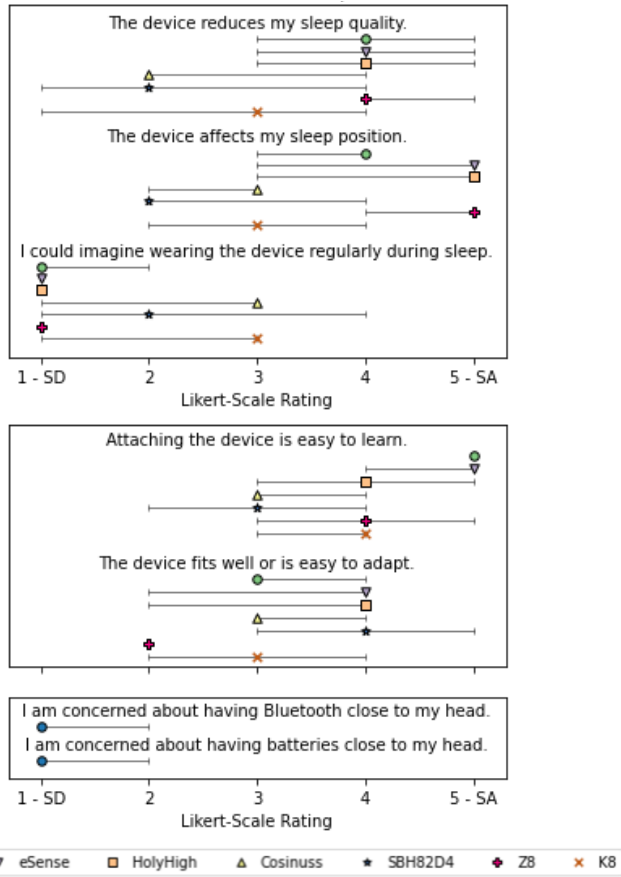 The device reduces my sleep quality.
The device affects my sleep position.
I could imagine wearing the device regularly during sleep.
1 - SD 2 3 4 5 - SA
Likert-Scale Rating
Attaching the device is easy to learn.
The device fits well or is easy to adapt.
I am concerned about having Bluetooth close to my head.
I am concerned about having batteries close to my head.
1 - SD 2 3 4 5 - SA
Likert-Scale Rating
eSense HolyHigh Cosinuss SBH82D4 Z8 K8